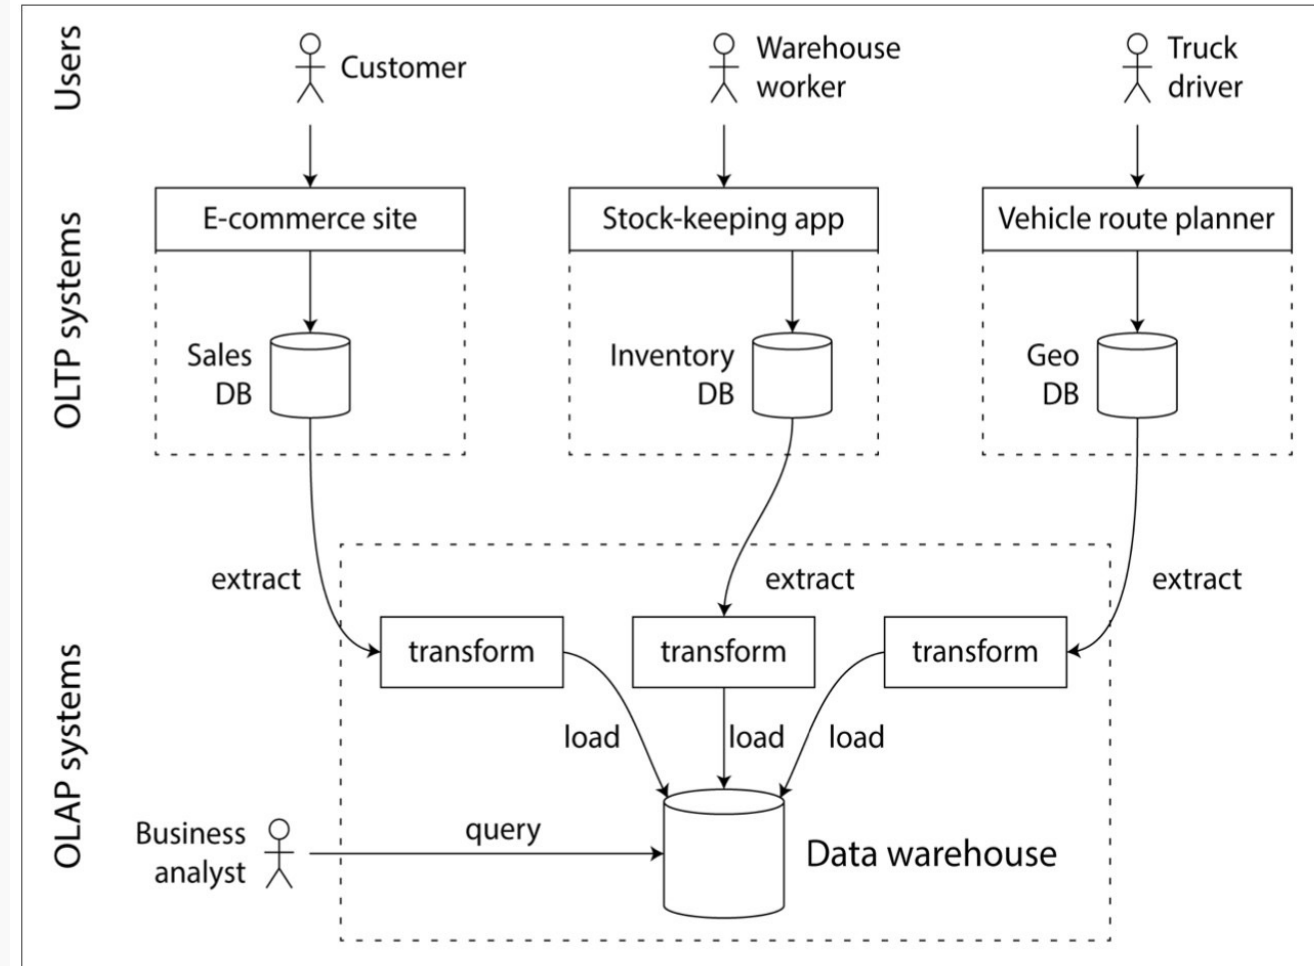 Users
Customer
Warehouse
worker
Truck
driver
OLTP systems
E-commerce site
Stock-keeping app
Vehicle route planner
Sales
DB
Inventory
DB
Geo
DB
OLAP systems
extract
extract
extract
transform
transform
transform
load
load
load
Business
analyst
query
Data warehouse